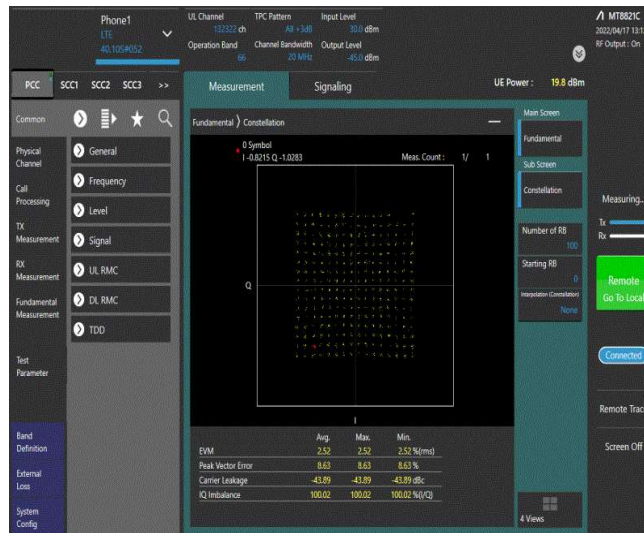 Phone1
LTE
40.10S#052
UL Channel
132322 ch
TPC Pattern
All +3dB
Input Level
30.0 dBm
Operation Band
66
Channel Bandwidth
20 MHz
Output Level
-45.0 dBm
MT8821C
2022/04/17 13:1
RF Output : On
PCC SCC1 SCC2 SCC3 >>
Measurement
Signaling
UE Power : 19.8 dBm
Common
Physical
Channel
Call
Processing
TX
Measurement
RX
Measurement
Fundamental
Measurement
Test
Parameter
Band
Definition
External
Loss
System
Config
General
Frequency
Level
Signal
UL RMC
DL RMC
TDD
Fundamental ⟩ Constellation
0 Symbol
I -0.8215 Q -1.0283
Meas. Count : 1/ 1
Q
I
Avg. Max. Min.
EVM 2.52 2.52 2.52 %(rms)
Peak Vector Error 8.63 8.63 8.63 %
Carrier Leakage -43.89 -43.89 -43.89 dBc
IQ Imbalance 100.02 100.02 100.02 %(I/Q)
Main Screen
Fundamental
Sub Screen
Constellation
Number of RB
100
Starting RB
0
Interpolation (Constellation)
None
4 Views
Measuring..
Tx
Rx
Remote
Go To Local
Connected
Remote Trac
Screen Off